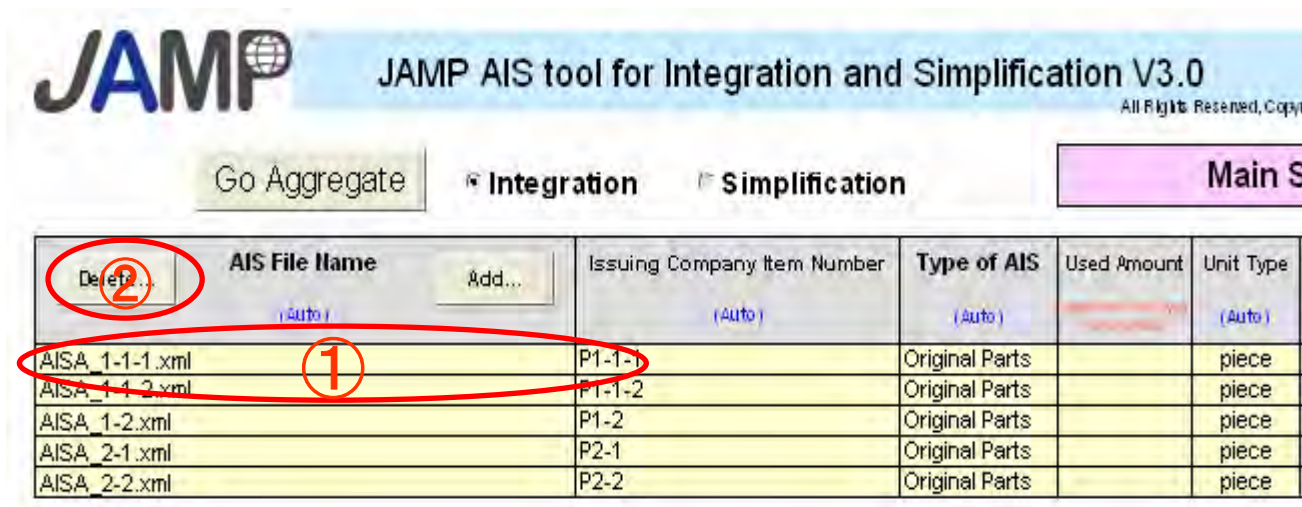 JAMP
JAMP AIS tool for Integration and Simplification V3.0
All Rights Reserved, Copy
Go Aggregate Integration Simplification Main S
Delete... ② AIS File Name Add... Issuing Company Item Number Type of AIS Used Amount Unit Type
(Auto) (Auto) (Auto) (Auto)
①
AISA_1-1-1.xml P1-1-1 Original Parts piece
AISA_1-1-2.xml P1-1-2 Original Parts piece
AISA_1-2.xml P1-2 Original Parts piece
AISA_2-1.xml P2-1 Original Parts piece
AISA_2-2.xml P2-2 Original Parts piece